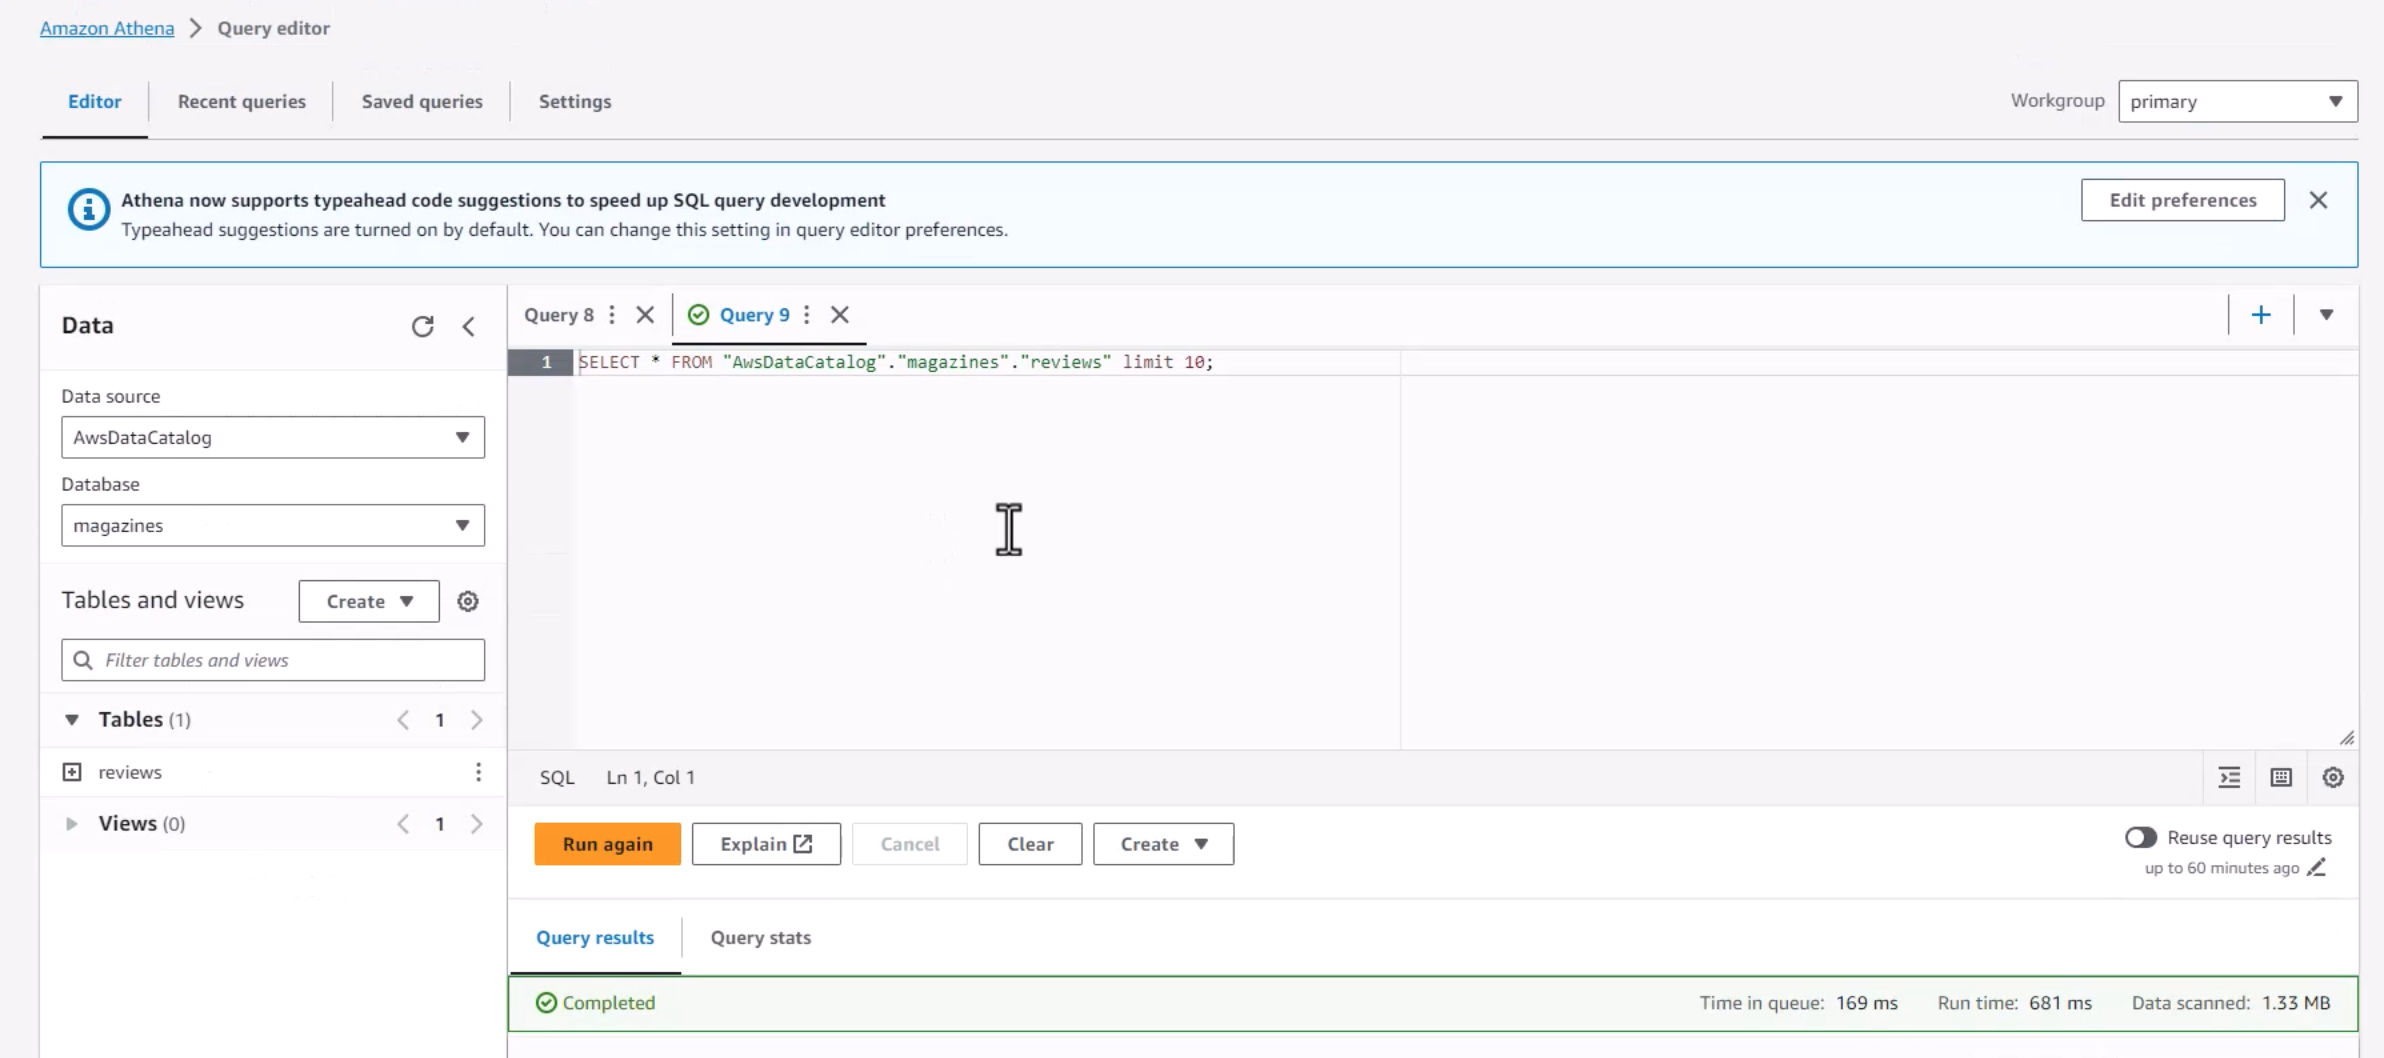 Amazon Athena > Query editor
Editor Recent queries Saved queries Settings Workgroup primary
Athena now supports typeahead code suggestions to speed up SQL query development
Typeahead suggestions are turned on by default. You can change this setting in query editor preferences.
Edit preferences
Data
Data source
AwsDataCatalog
Database
magazines
Tables and views Create
Filter tables and views
Tables (1) 1
reviews
Views (0) 1
Query 8 Query 9
1 SELECT * FROM "AwsDataCatalog"."magazines"."reviews" limit 10;
SQL Ln 1, Col 1
Run again Explain Cancel Clear Create
Reuse query results
up to 60 minutes ago
Query results Query stats
Completed Time in queue: 169 ms Run time: 681 ms Data scanned: 1.33 MB